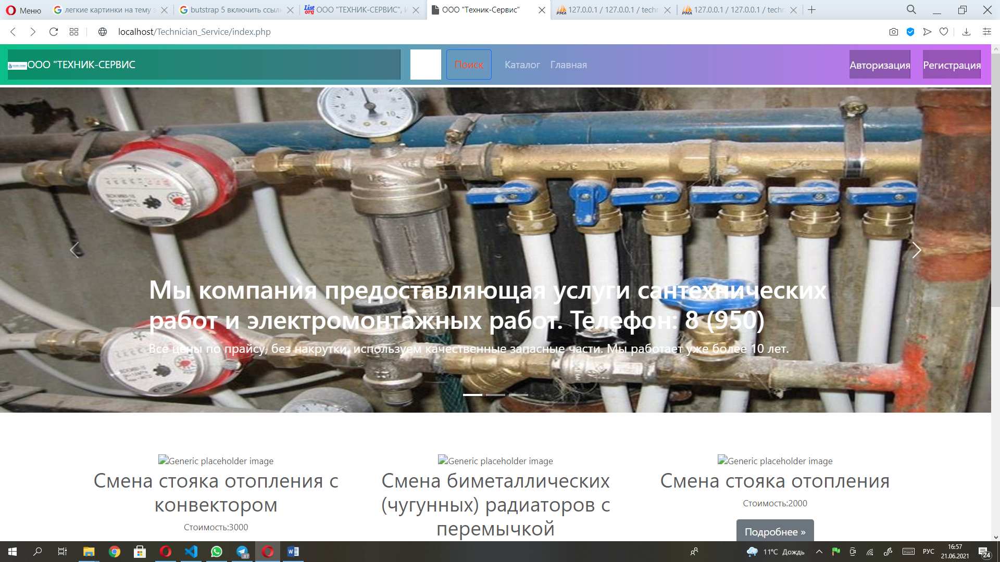 Меню
легкие картинки на тему э
butstrap 5 включить ссыл
ООО "ТЕХНИК-СЕРВИС", И
ООО "Техник-Сервис"
127.0.0.1 / 127.0.0.1 / techn
127.0.0.1 / 127.0.0.1 / techn
localhost/Technician_Service/index.php
ООО "ТЕХНИК-СЕРВИС
Поиск
Каталог
Главная
Авторизация
Регистрация
Мы компания предоставляющая услуги сантехнических
работ и электромонтажных работ. Телефон: 8 (950)
Все цены по прайсу, без накрутки, используем качественные запасные части. Мы работает уже более 10 лет.
Generic placeholder image
Generic placeholder image
Generic placeholder image
Смена стояка отопления с
конвектором
Стоимость:3000
Смена биметаллических
(чугунных) радиаторов с
перемычкой
Смена стояка отопления
Стоимость:2000
Подробнее »
11°C Дождь
РУС
16:57
21.06.2021
24